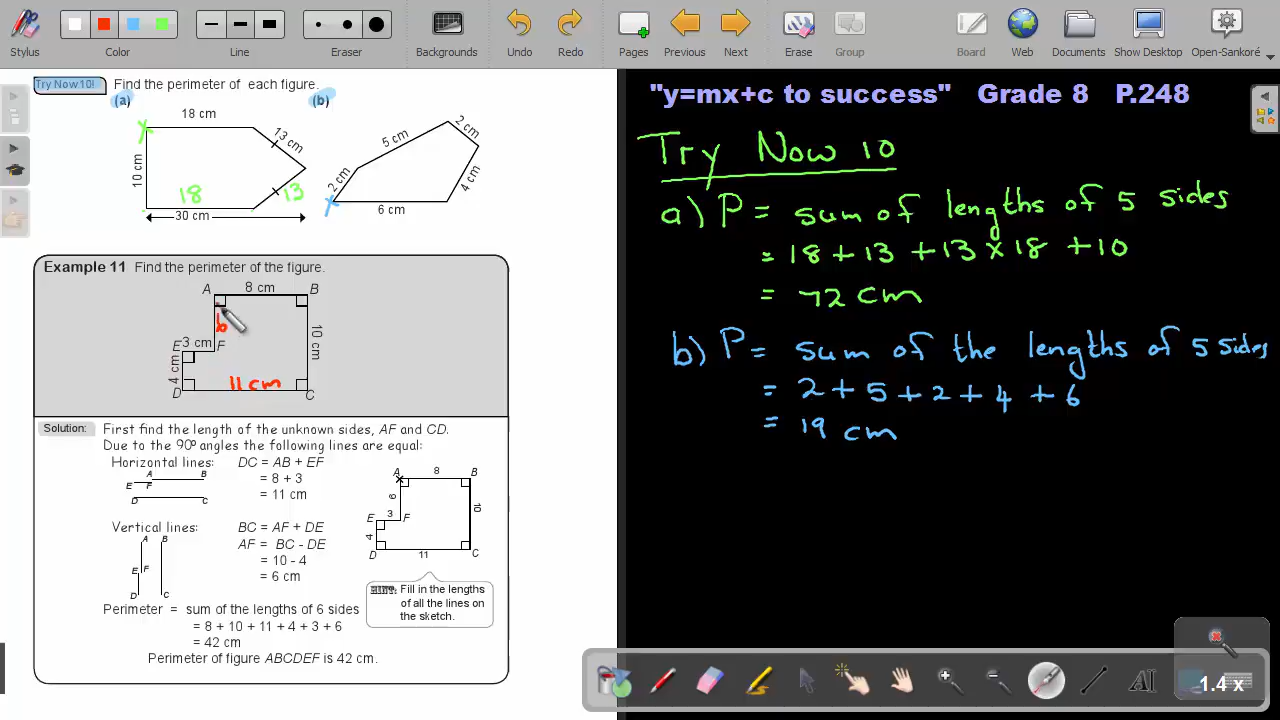 Stylus Color Line Eraser Backgrounds Undo Redo Pages Previous Next Erase Group Board Web Documents Show Desktop Open-Sankoré
Try Now 10! Find the perimeter of each figure.
(a) (b)
18 cm
13 cm
10 cm
18
13
30 cm
5 cm
2 cm
2 cm
4 cm
6 cm
Example 11 Find the perimeter of the figure.
A 8 cm B
6
10 cm
E 3 cm F
4 cm
11 cm
D C
Solution: First find the length of the unknown sides, AF and CD.
Due to the 90° angles the following lines are equal:
Horizontal lines: DC = AB + EF
= 8 + 3
= 11 cm
A B
E F
D C
Vertical lines: BC = AF + DE
AF = BC - DE
= 10 - 4
= 6 cm
A B
E F
D C
A 8 B
6
10
E 3 F
4
D 11 C
Fill in the lengths
of all the lines on
the sketch.
Perimeter = sum of the lengths of 6 sides
= 8 + 10 + 11 + 4 + 3 + 6
= 42 cm
Perimeter of figure ABCDEF is 42 cm.
"y=mx+c to success" Grade 8 P.248
Try Now 10
a) P = sum of lengths of 5 sides
= 18 + 13 + 13 x 18 + 10
= 72 cm
b) P = sum of the lengths of 5 sides
= 2 + 5 + 2 + 4 + 6
= 19 cm
1.4 x